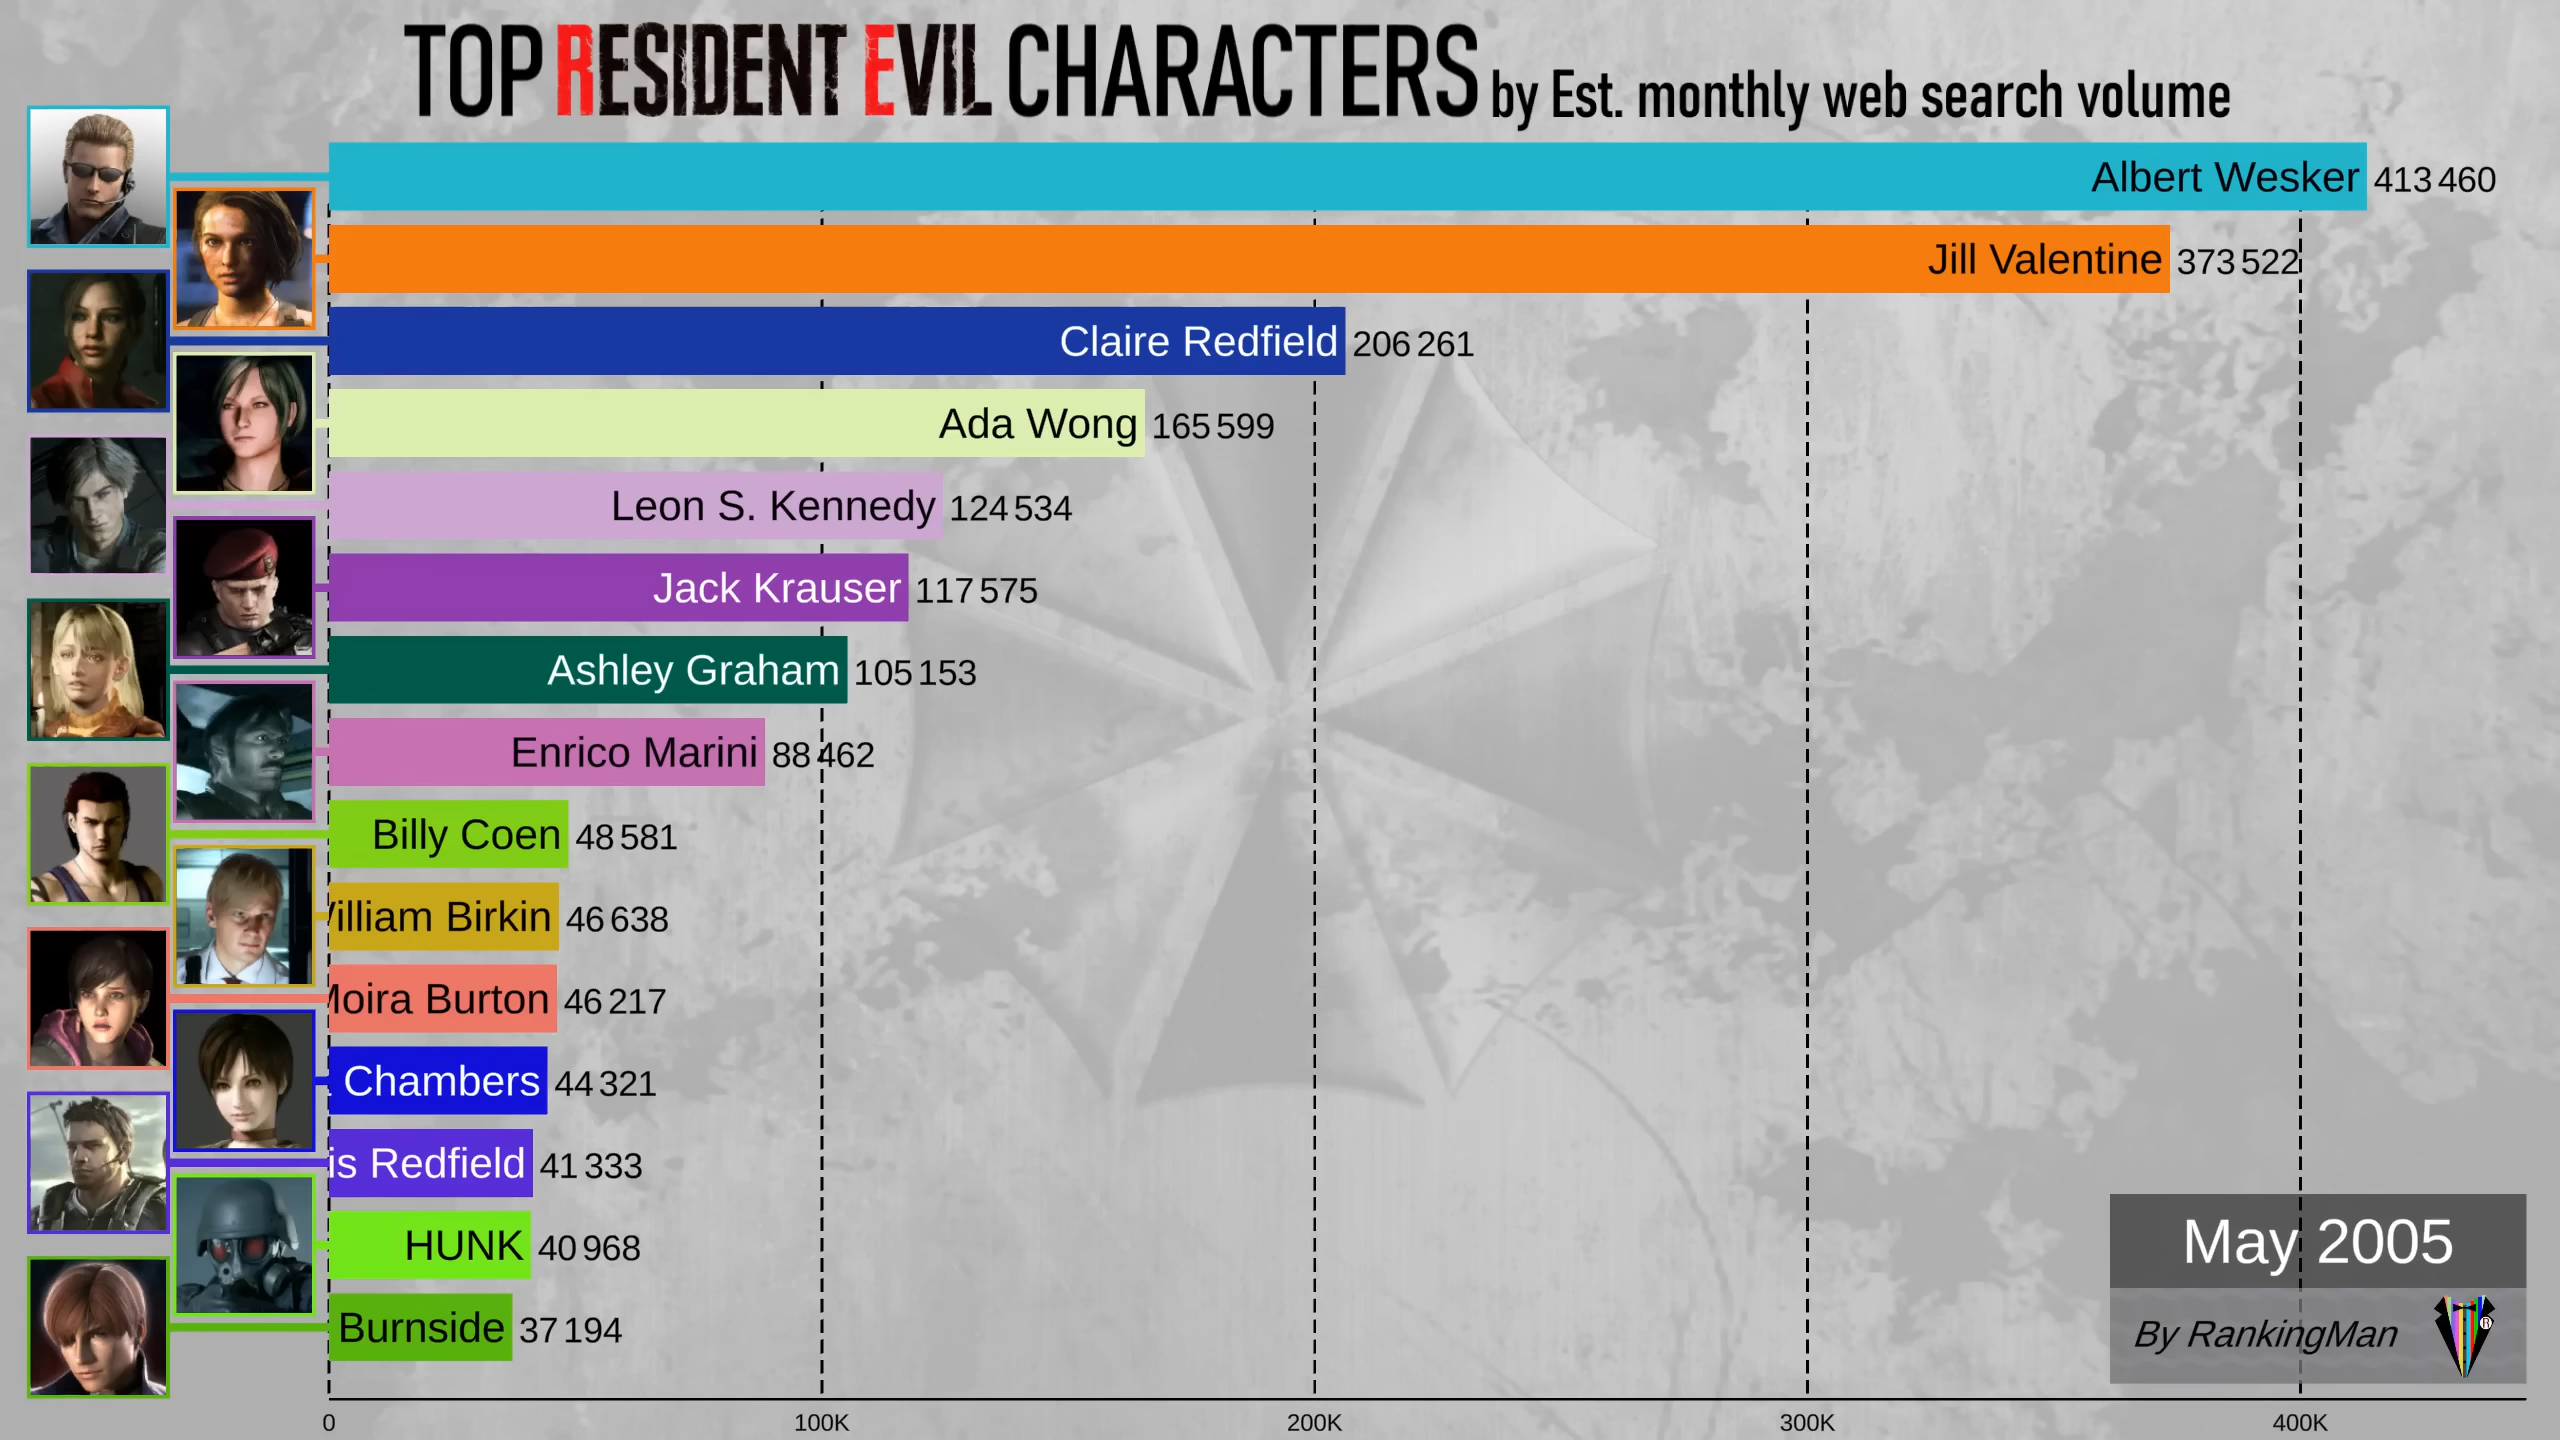 TOP RESIDENT EVIL CHARACTERS by Est. monthly web search volume
Albert Wesker 413 460
Jill Valentine 373 522
Claire Redfield 206 261
Ada Wong 165 599
Leon S. Kennedy 124 534
Jack Krauser 117 575
Ashley Graham 105 153
Enrico Marini 88 462
Billy Coen 48 581
illiam Birkin 46 638
oira Burton 46 217
Chambers 44 321
is Redfield 41 333
HUNK 40 968
Burnside 37 194
May 2005
By RankingMan
0 100K 200K 300K 400K